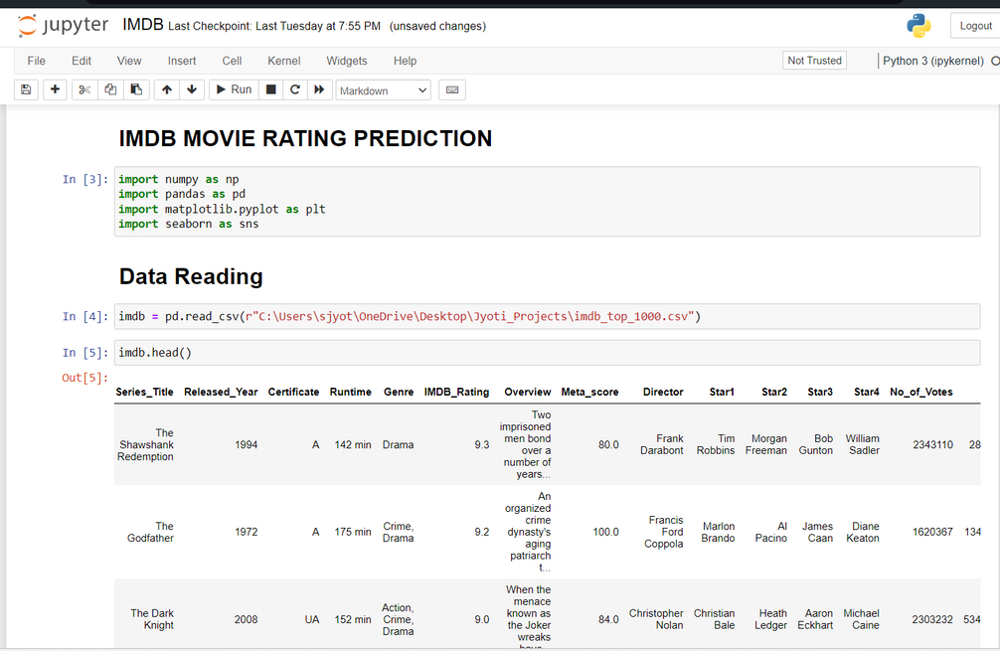 jupyter IMDB Last Checkpoint: Last Tuesday at 7:55 PM (unsaved changes) Logout
File Edit View Insert Cell Kernel Widgets Help Not Trusted Python 3 (ipykernel)
Run Markdown
IMDB MOVIE RATING PREDICTION
In [3]: import numpy as np
import pandas as pd
import matplotlib.pyplot as plt
import seaborn as sns
Data Reading
In [4]: imdb = pd.read_csv(r"C:\Users\sjyot\OneDrive\Desktop\Jyoti_Projects\imdb_top_1000.csv")
In [5]: imdb.head()
Out[5]:
Series_Title Released_Year Certificate Runtime Genre IMDB_Rating Overview Meta_score Director Star1 Star2 Star3 Star4 No_of_Votes
The Shawshank Redemption 1994 A 142 min Drama 9.3 Two imprisoned men bond over a number of years... 80.0 Frank Darabont Tim Robbins Morgan Freeman Bob Gunton William Sadler 2343110 28
The Godfather 1972 A 175 min Crime, Drama 9.2 An organized crime dynasty's aging patriarch t... 100.0 Francis Ford Coppola Marlon Brando Al Pacino James Caan Diane Keaton 1620367 134
The Dark Knight 2008 UA 152 min Action, Crime, Drama 9.0 When the menace known as the Joker wreaks 84.0 Christopher Nolan Christian Bale Heath Ledger Aaron Eckhart Michael Caine 2303232 534